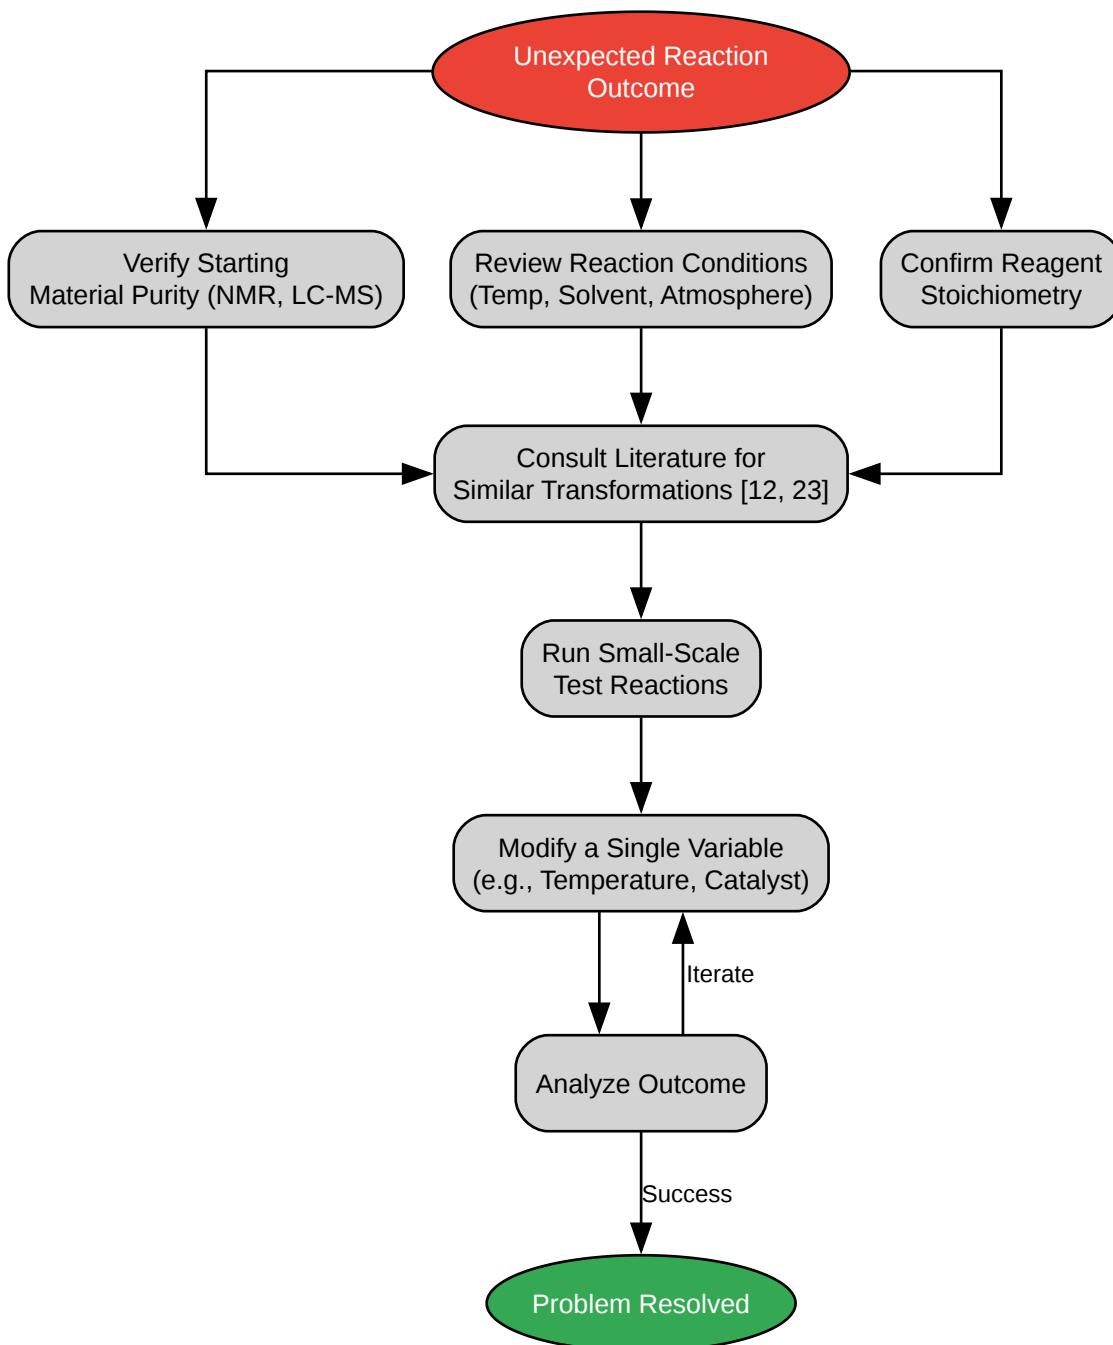 Unexpected Reaction
Outcome
Verify Starting
Material Purity (NMR, LC-MS)
Review Reaction Conditions
(Temp, Solvent, Atmosphere)
Confirm Reagent
Stoichiometry
Consult Literature for
Similar Transformations [12, 23]
Run Small-Scale
Test Reactions
Modify a Single Variable
(e.g., Temperature, Catalyst)
Iterate
Analyze Outcome
Success
Problem Resolved